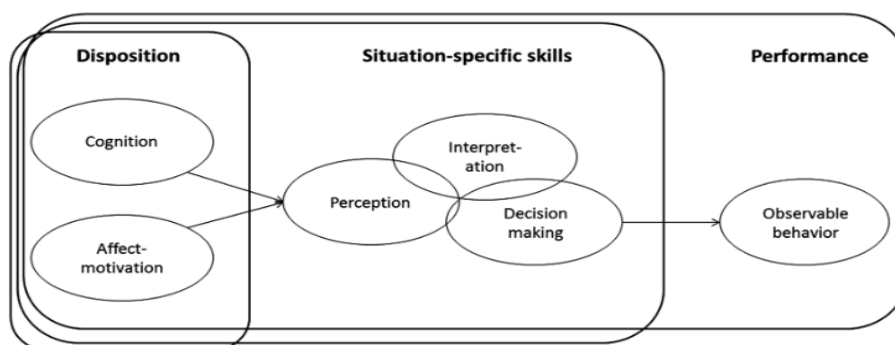 Disposition
Situation-specific skills
Performance
Cognition
Interpret-
ation
Perception
Decision
making
Observable
behavior
Affect-
motivation